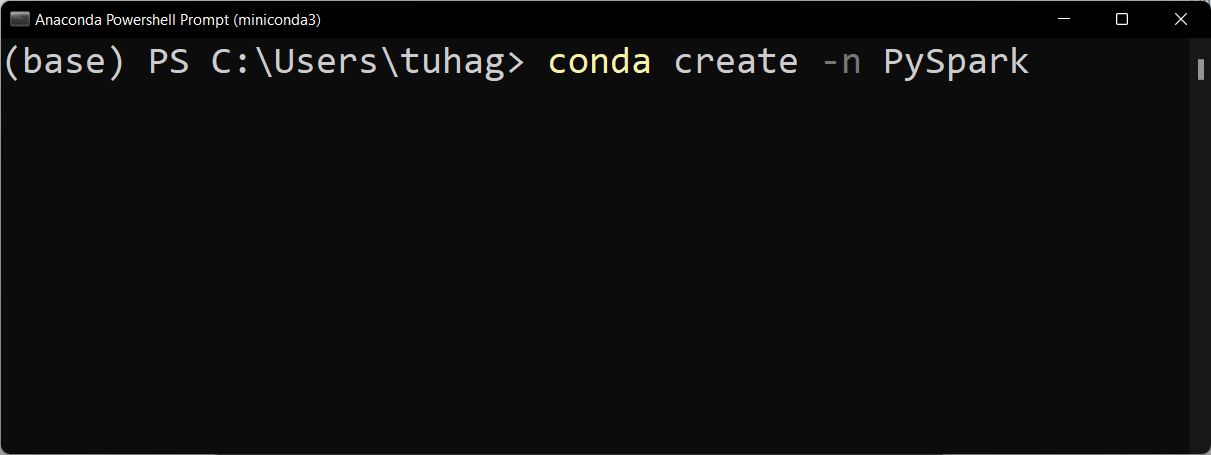 Anaconda Powershell Prompt (miniconda3)
(base) PS C:\Users\tuhag> conda create -n PySpark